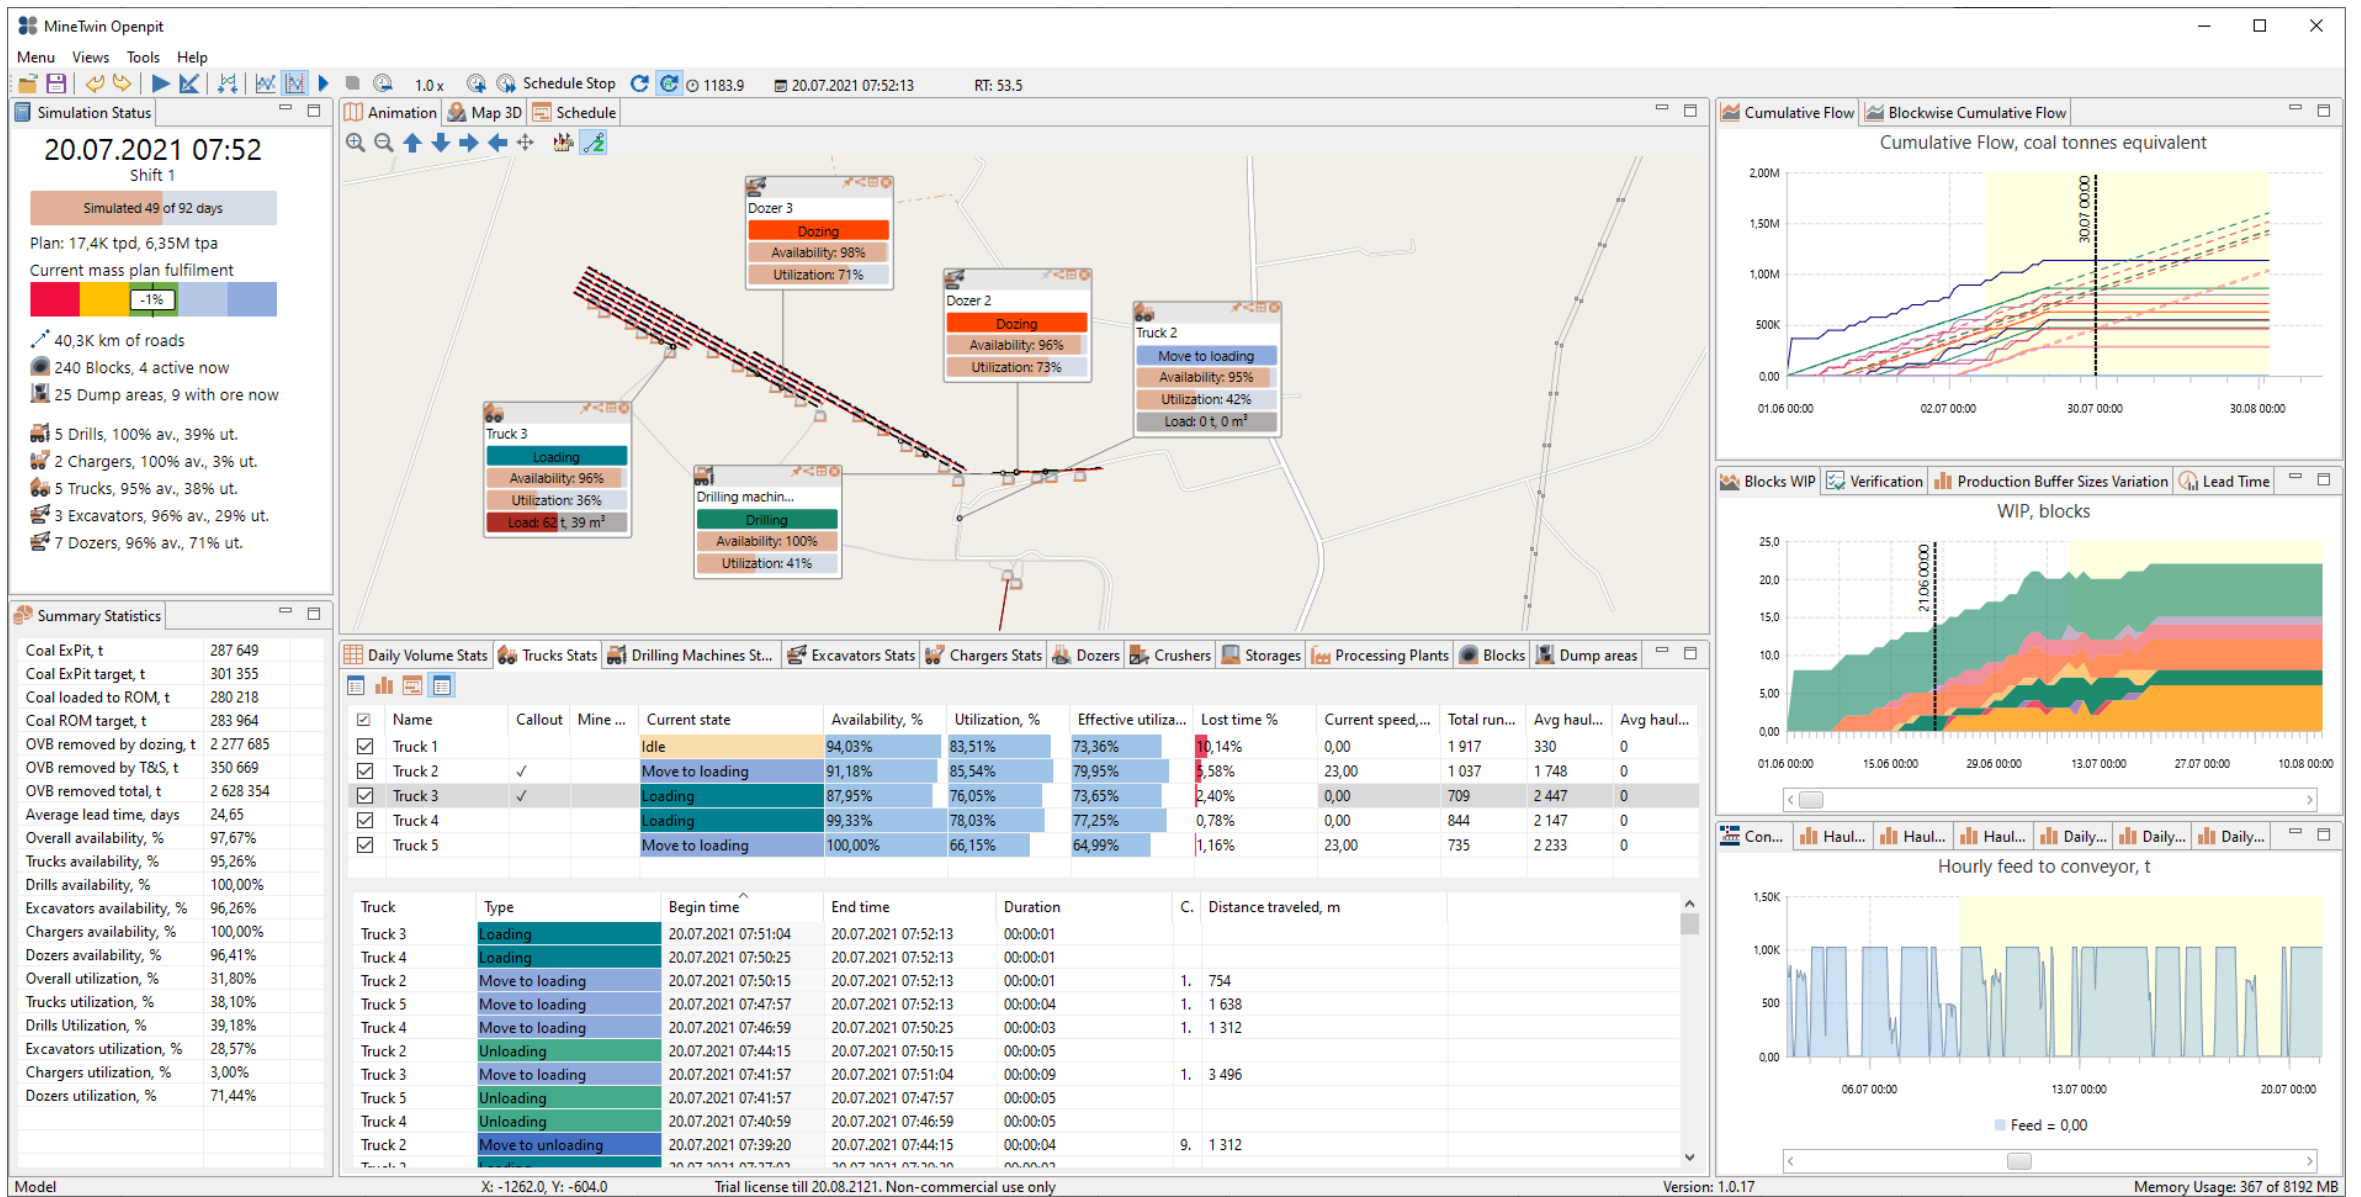 MineTwin Openpit
Menu Views Tools Help
1.0 x Schedule Stop 1183.9 20.07.2021 07:52:13 RT: 53.5
Simulation Status
20.07.2021 07:52
Shift 1
Simulated 49 of 92 days
Plan: 17,4K tpd, 6,35M tpa
Current mass plan fulfilment
-1%
40,3K km of roads
240 Blocks, 4 active now
25 Dump areas, 9 with ore now
5 Drills, 100% av., 39% ut.
2 Chargers, 100% av., 3% ut.
5 Trucks, 95% av., 38% ut.
3 Excavators, 96% av., 29% ut.
7 Dozers, 96% av., 71% ut.
Summary Statistics
Coal ExPit, t 287 649
Coal ExPit target, t 301 355
Coal loaded to ROM, t 280 218
Coal ROM target, t 283 964
OVB removed by dozing, t 2 277 685
OVB removed by T&S, t 350 669
OVB removed total, t 2 628 354
Average lead time, days 24,65
Overall availability, % 97,67%
Trucks availability, % 95,26%
Drills availability, % 100,00%
Excavators availability, % 96,26%
Chargers availability, % 100,00%
Dozers availability, % 96,41%
Overall utilization, % 31,80%
Trucks utilization, % 38,10%
Drills Utilization, % 39,18%
Excavators utilization, % 28,57%
Chargers utilization, % 3,00%
Dozers utilization, % 71,44%
Animation Map 3D Schedule
Dozer 3
Dozing
Availability: 98%
Utilization: 71%
Dozer 2
Dozing
Availability: 96%
Utilization: 73%
Truck 2
Move to loading
Availability: 95%
Utilization: 42%
Load: 0 t, 0 m³
Truck 3
Loading
Availability: 96%
Utilization: 36%
Load: 62 t, 39 m³
Drilling machin...
Drilling
Availability: 100%
Utilization: 41%
Daily Volume Stats Trucks Stats Drilling Machines St... Excavators Stats Chargers Stats Dozers Crushers Storages Processing Plants Blocks Dump areas
Name Callout Mine ... Current state Availability, % Utilization, % Effective utiliza... Lost time % Current speed,... Total run... Avg haul... Avg haul...
Truck 1 Idle 94,03% 83,51% 73,36% 10,14% 0,00 1 917 330 0
Truck 2 ✓ Move to loading 91,18% 85,54% 79,95% 5,58% 23,00 1 037 1 748 0
Truck 3 ✓ Loading 87,95% 76,05% 73,65% 2,40% 0,00 709 2 447 0
Truck 4 Loading 99,33% 78,03% 77,25% 0,78% 0,00 844 2 147 0
Truck 5 Move to loading 100,00% 66,15% 64,99% 1,16% 23,00 735 2 233 0
Truck Type Begin time End time Duration C. Distance traveled, m
Truck 3 Loading 20.07.2021 07:51:04 20.07.2021 07:52:13 00:00:01
Truck 4 Loading 20.07.2021 07:50:25 20.07.2021 07:52:13 00:00:01
Truck 2 Move to loading 20.07.2021 07:50:15 20.07.2021 07:52:13 00:00:01 1. 754
Truck 5 Move to loading 20.07.2021 07:47:57 20.07.2021 07:52:13 00:00:04 1. 1 638
Truck 4 Move to loading 20.07.2021 07:46:59 20.07.2021 07:50:25 00:00:03 1. 1 312
Truck 2 Unloading 20.07.2021 07:44:15 20.07.2021 07:50:15 00:00:05
Truck 3 Move to loading 20.07.2021 07:41:57 20.07.2021 07:51:04 00:00:09 1. 3 496
Truck 5 Unloading 20.07.2021 07:41:57 20.07.2021 07:47:57 00:00:05
Truck 4 Unloading 20.07.2021 07:40:59 20.07.2021 07:46:59 00:00:05
Truck 2 Move to unloading 20.07.2021 07:39:20 20.07.2021 07:44:15 00:00:04 9. 1 312
Cumulative Flow Blockwise Cumulative Flow
Cumulative Flow, coal tonnes equivalent
2,00M
1,50M
1,00M
500K
0,00
30.07 00:00
01.06 00:00 02.07 00:00 30.07 00:00 30.08 00:00
Blocks WIP Verification Production Buffer Sizes Variation Lead Time
WIP, blocks
25,0
20,0
15,0
10,0
5,00
0,00
21.06 00:00
01.06 00:00 15.06 00:00 29.06 00:00 13.07 00:00 27.07 00:00 10.08 00:00
Con... Haul... Haul... Haul... Daily... Daily... Daily...
Hourly feed to conveyor, t
1,50K
1,00K
500
0,00
06.07 00:00 13.07 00:00 20.07 00:00
Feed = 0,00
Model X: -1262.0, Y: -604.0 Trial license till 20.08.2121. Non-commercial use only Version: 1.0.17 Memory Usage: 367 of 8192 MB